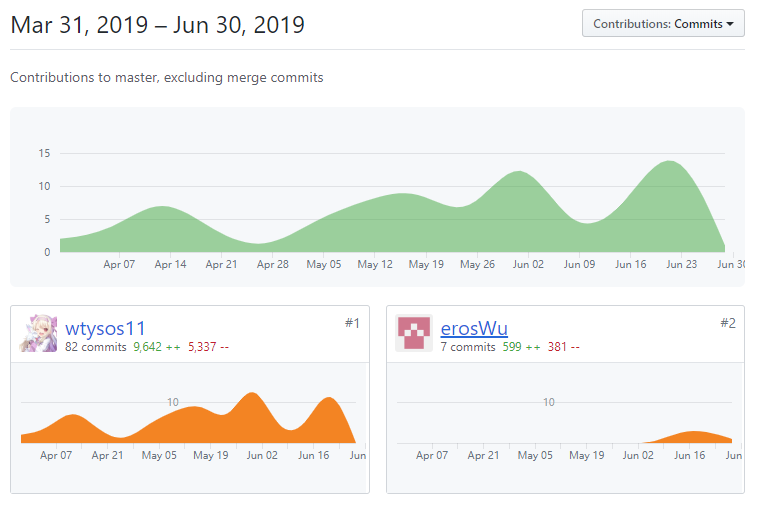 Mar 31, 2019 – Jun 30, 2019
Contributions: Commits
Contributions to master, excluding merge commits
15
10
5
0
Apr 07 Apr 14 Apr 21 Apr 28 May 05 May 12 May 19 May 26 Jun 02 Jun 09 Jun 16 Jun 23 Jun 30
wtysos11 #1
82 commits 9,642 ++ 5,337 --
10
Apr 07 Apr 21 May 05 May 19 Jun 02 Jun 16 Jun
erosWu #2
7 commits 599 ++ 381 --
10
Apr 07 Apr 21 May 05 May 19 Jun 02 Jun 16 Jun